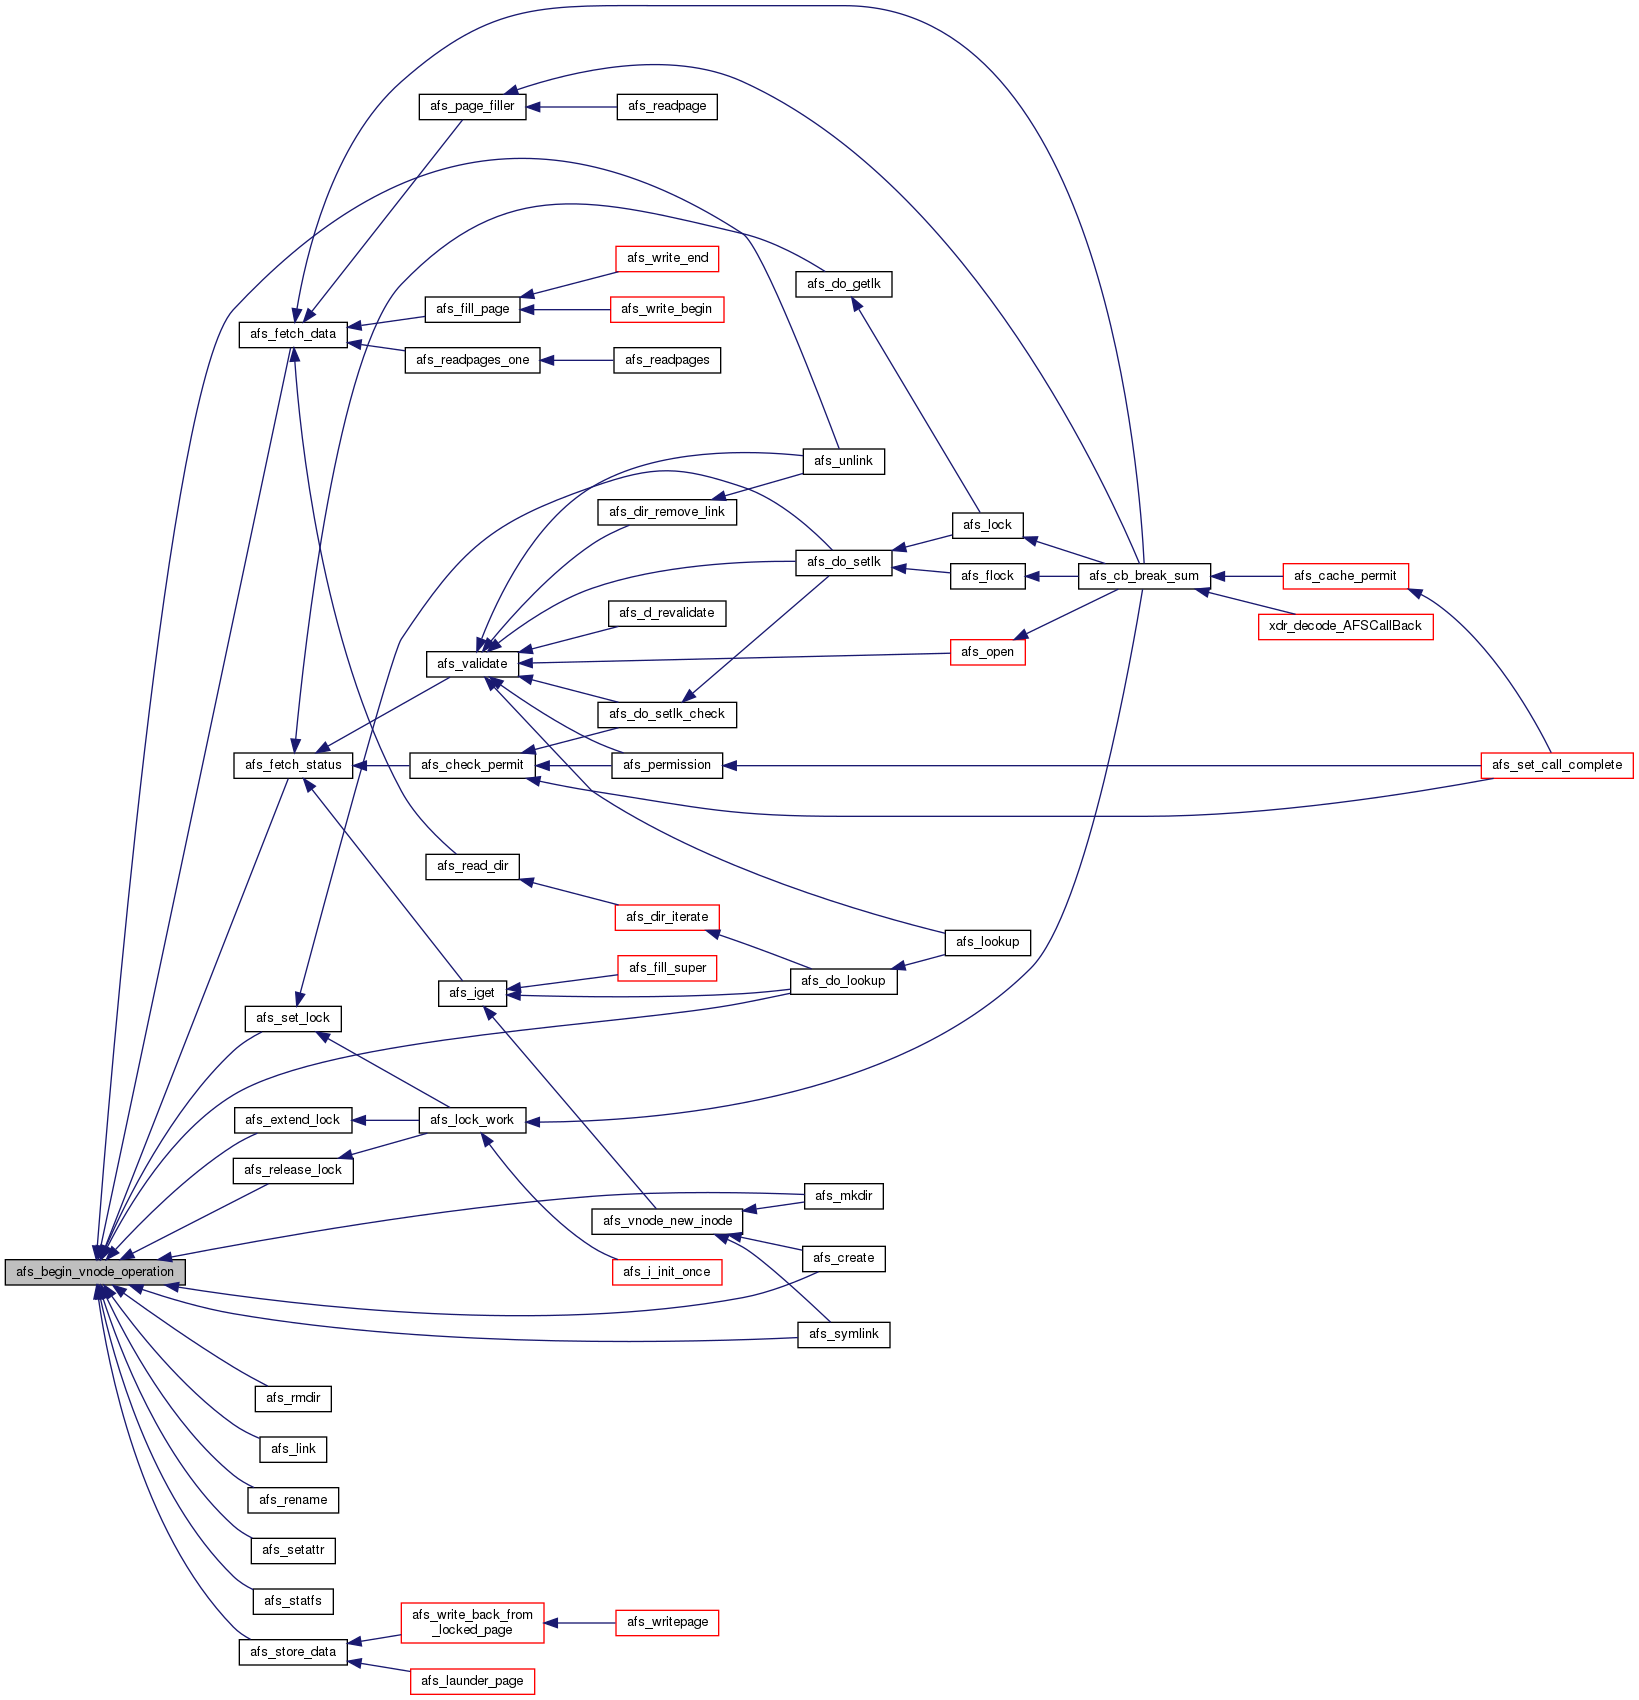 afs_page_filler
afs_readpage
afs_write_end
afs_do_getlk
afs_fill_page
afs_write_begin
afs_fetch_data
afs_readpages_one
afs_readpages
afs_unlink
afs_dir_remove_link
afs_lock
afs_do_setlk
afs_flock
afs_cb_break_sum
afs_cache_permit
afs_d_revalidate
xdr_decode_AFSCallBack
afs_validate
afs_open
afs_do_setlk_check
afs_fetch_status
afs_check_permit
afs_permission
afs_set_call_complete
afs_read_dir
afs_dir_iterate
afs_lookup
afs_fill_super
afs_do_lookup
afs_iget
afs_set_lock
afs_extend_lock
afs_lock_work
afs_release_lock
afs_mkdir
afs_vnode_new_inode
afs_create
afs_begin_vnode_operation
afs_i_init_once
afs_symlink
afs_rmdir
afs_link
afs_rename
afs_setattr
afs_statfs
afs_write_back_from
_locked_page
afs_writepage
afs_store_data
afs_launder_page